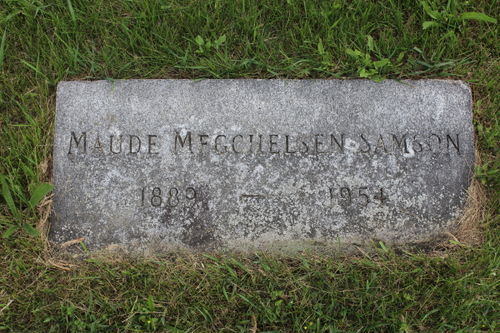 MAUDE MEGCHELSEN SAMSON
1889 — 1954